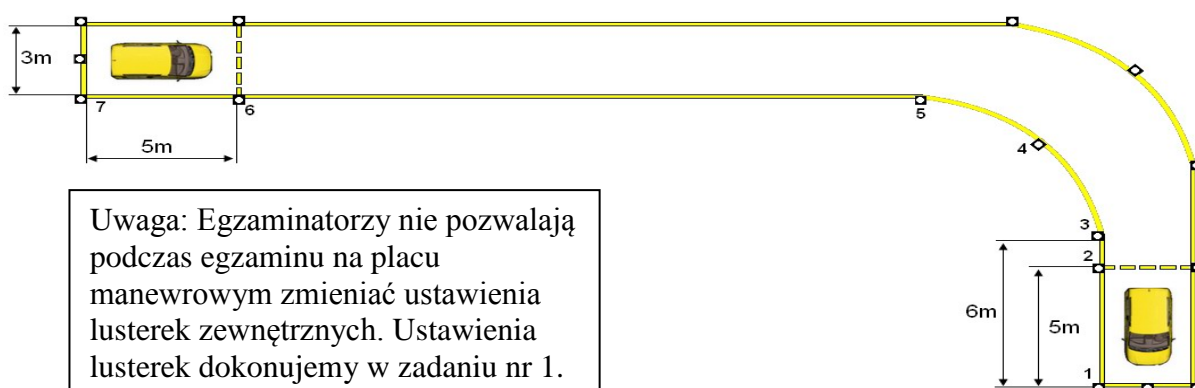 3m
7
6
5
5m
4
3
2
6m
5m
1
Uwaga: Egzaminatorzy nie pozwalają
podczas egzaminu na placu
manewrowym zmieniać ustawienia
lusterek zewnętrznych. Ustawienia
lusterek dokonujemy w zadaniu nr 1.